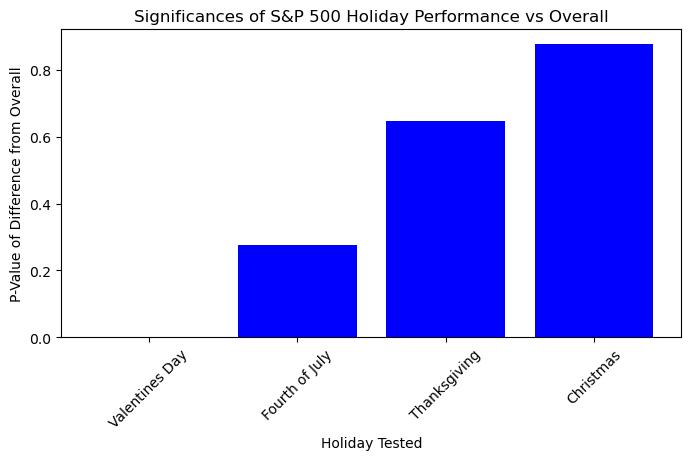 Significances of S&P 500 Holiday Performance vs Overall
P-Value of Difference from Overall
0.8
0.6
0.4
0.2
0.0
Valentines Day
Fourth of July
Thanksgiving
Christmas
Holiday Tested